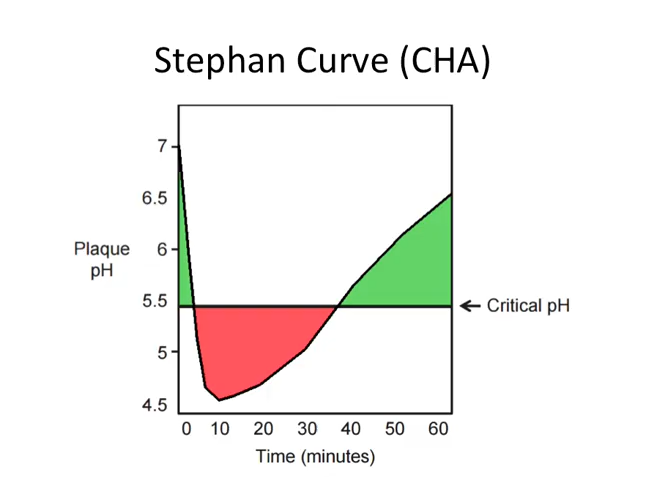 Stephan Curve (CHA)
7
6.5
Plaque
pH
6
5.5
← Critical pH
5
4.5
0 10 20 30 40 50 60
Time (minutes)